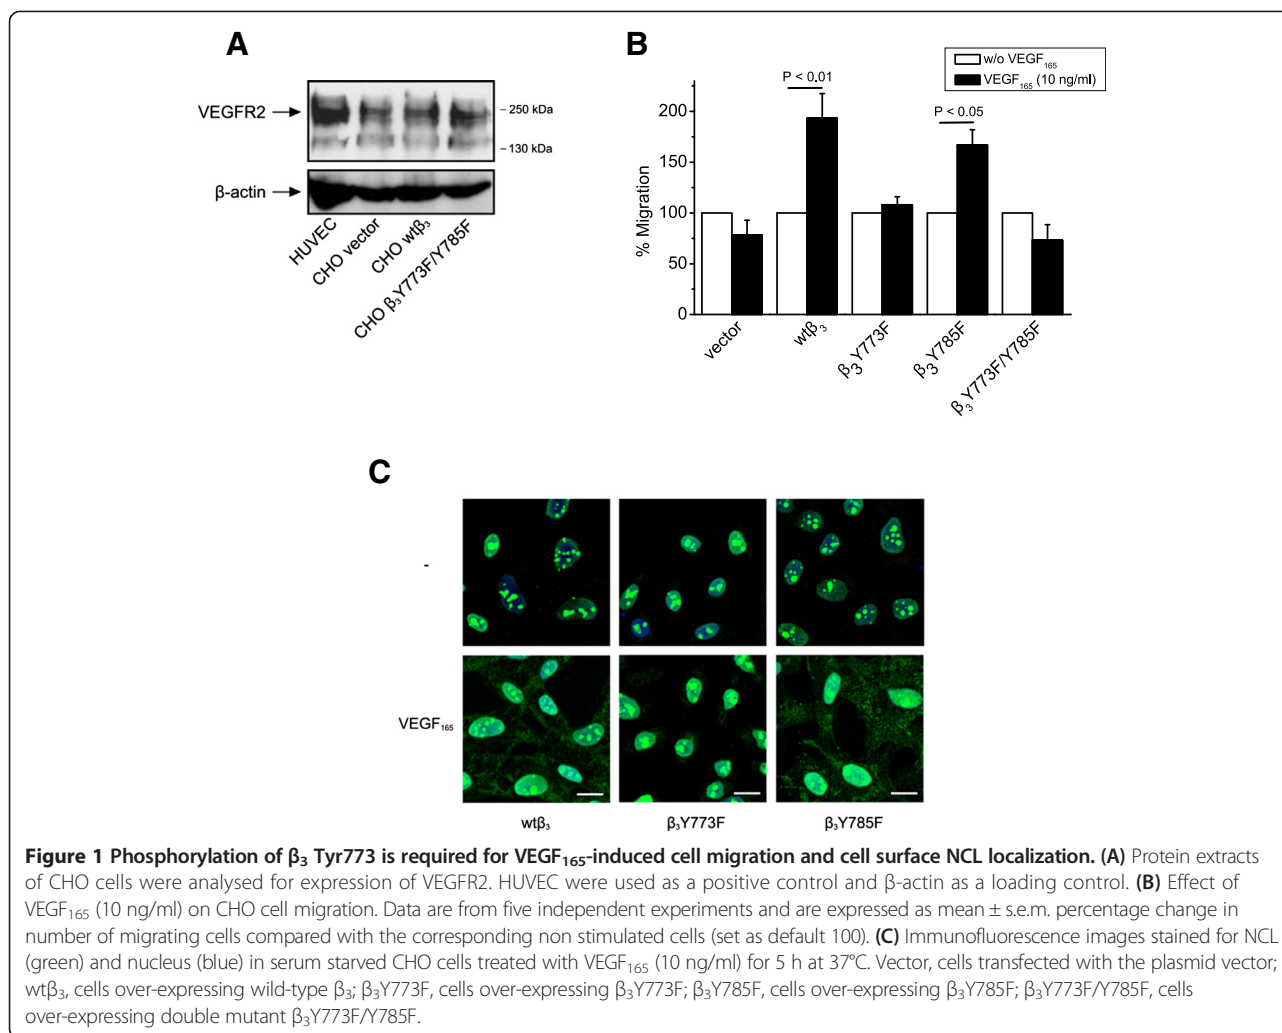 A
VEGFR2
- 250 kDa
- 130 kDa
β-actin
HUVEC
CHO vector
CHO wtβ₃
CHO β₃Y773F/Y785F
B
w/o VEGF₁₆₅
VEGF₁₆₅ (10 ng/ml)
P < 0.01
P < 0.05
% Migration
200
150
100
50
0
vector
wtβ₃
β₃Y773F
β₃Y785F
β₃Y773F/Y785F
C
-
VEGF₁₆₅
wtβ₃
β₃Y773F
β₃Y785F
Figure 1 Phosphorylation of β₃ Tyr773 is required for VEGF₁₆₅-induced cell migration and cell surface NCL localization. (A) Protein extracts
of CHO cells were analysed for expression of VEGFR2. HUVEC were used as a positive control and β-actin as a loading control. (B) Effect of
VEGF₁₆₅ (10 ng/ml) on CHO cell migration. Data are from five independent experiments and are expressed as mean ± s.e.m. percentage change in
number of migrating cells compared with the corresponding non stimulated cells (set as default 100). (C) Immunofluorescence images stained for NCL
(green) and nucleus (blue) in serum starved CHO cells treated with VEGF₁₆₅ (10 ng/ml) for 5 h at 37°C. Vector, cells transfected with the plasmid vector;
wtβ₃, cells over-expressing wild-type β₃; β₃Y773F, cells over-expressing β₃Y773F; β₃Y785F, cells over-expressing β₃Y785F; β₃Y773F/Y785F, cells
over-expressing double mutant β₃Y773F/Y785F.